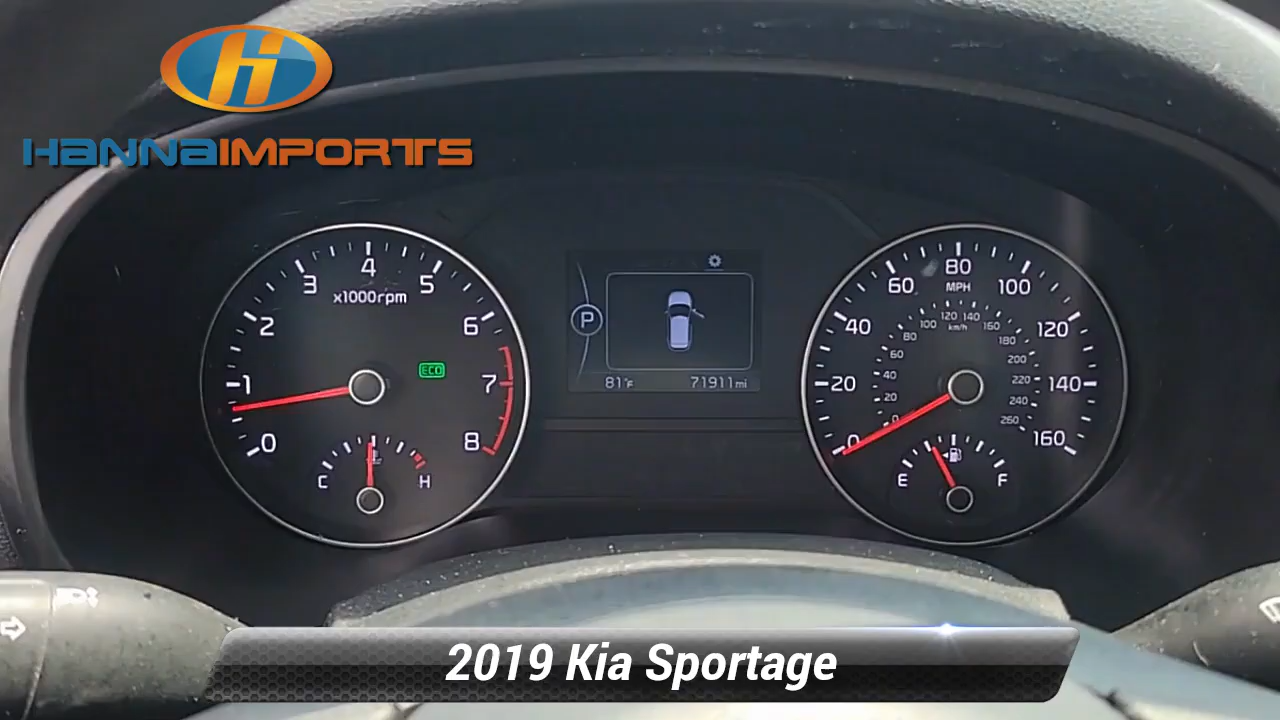 H
HANNAIMPORTS
4
3 5
x1000rpm
2 6
ECO
1 7
0 8
C H
P
81°F 71911mi
80
60 MPH 100
40 120
20 140
0 160
120 140
100 km/h 160
80 180
60 200
40 220
20 240
0 260
E F
2019 Kia Sportage